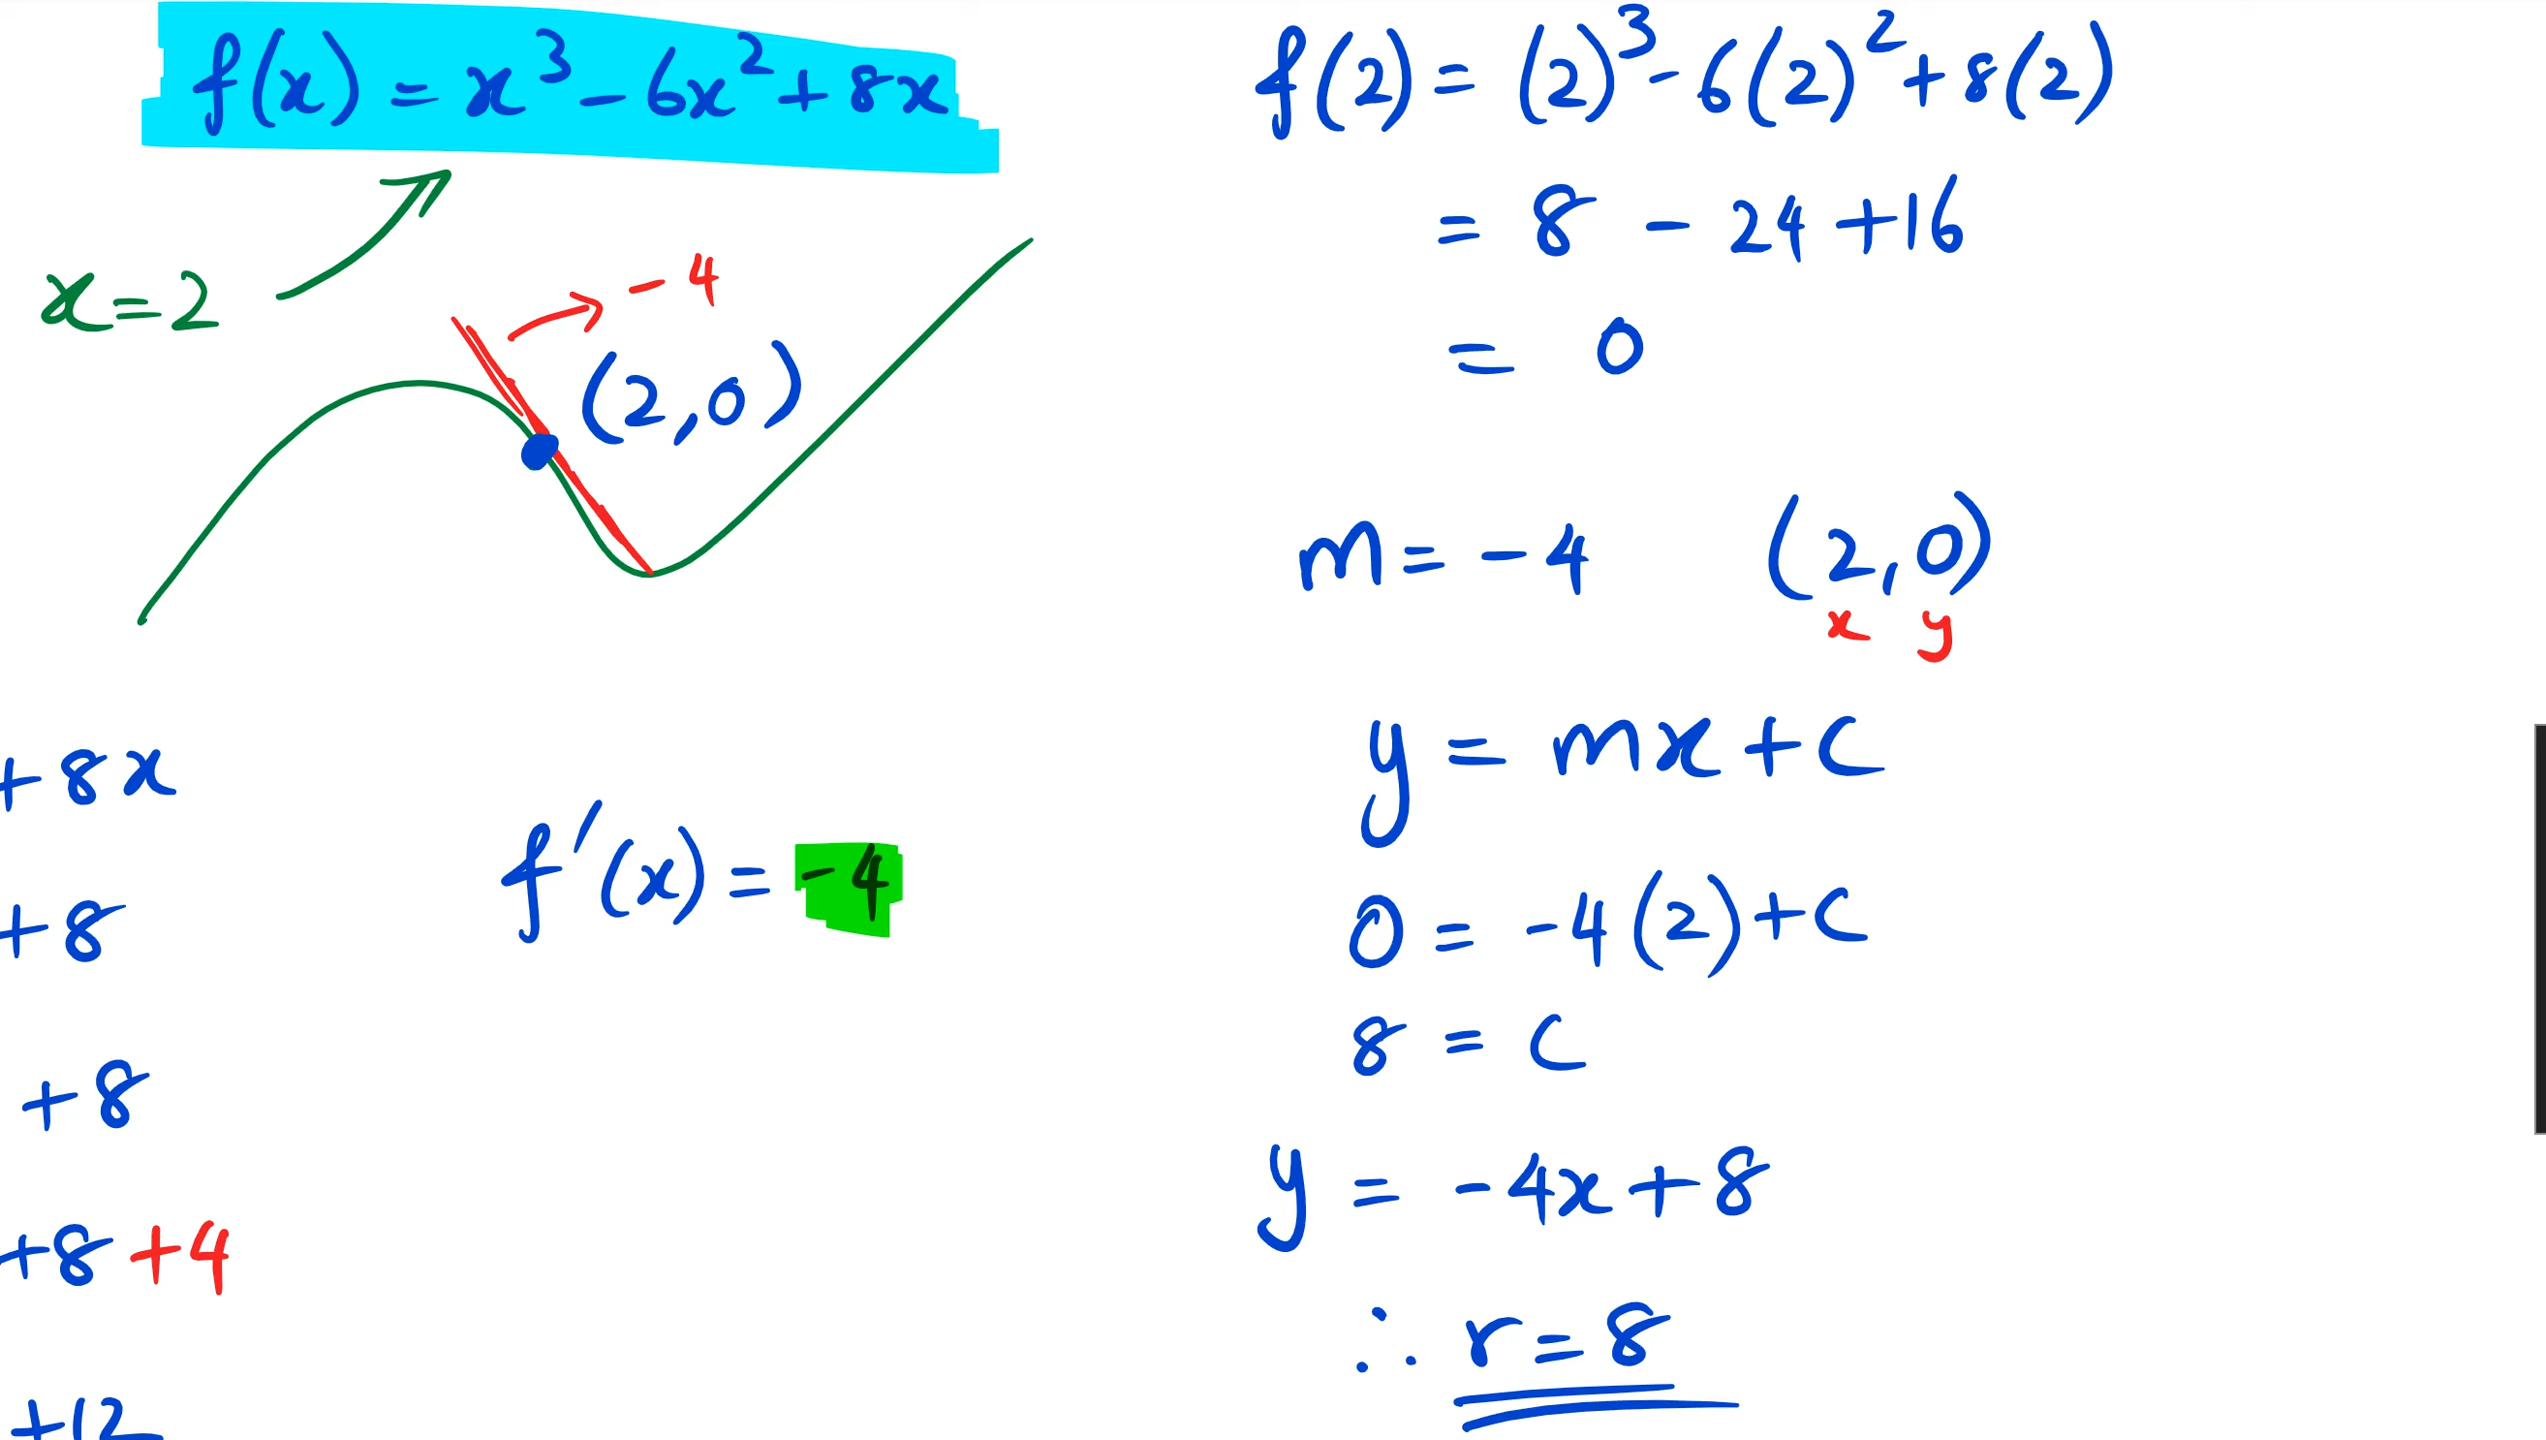 f(x) = x³ - 6x² + 8x
x=2
-4
(2,0)
+ 8x
+8
+8
+8 +4
+12
f'(x) = -4
f(2) = (2)³ - 6(2)² + 8(2)
= 8 - 24 +16
= 0
m = -4 (2,0)
x y
y = mx + c
0 = -4(2)+c
8 = c
y = -4x+8
∴ r=8